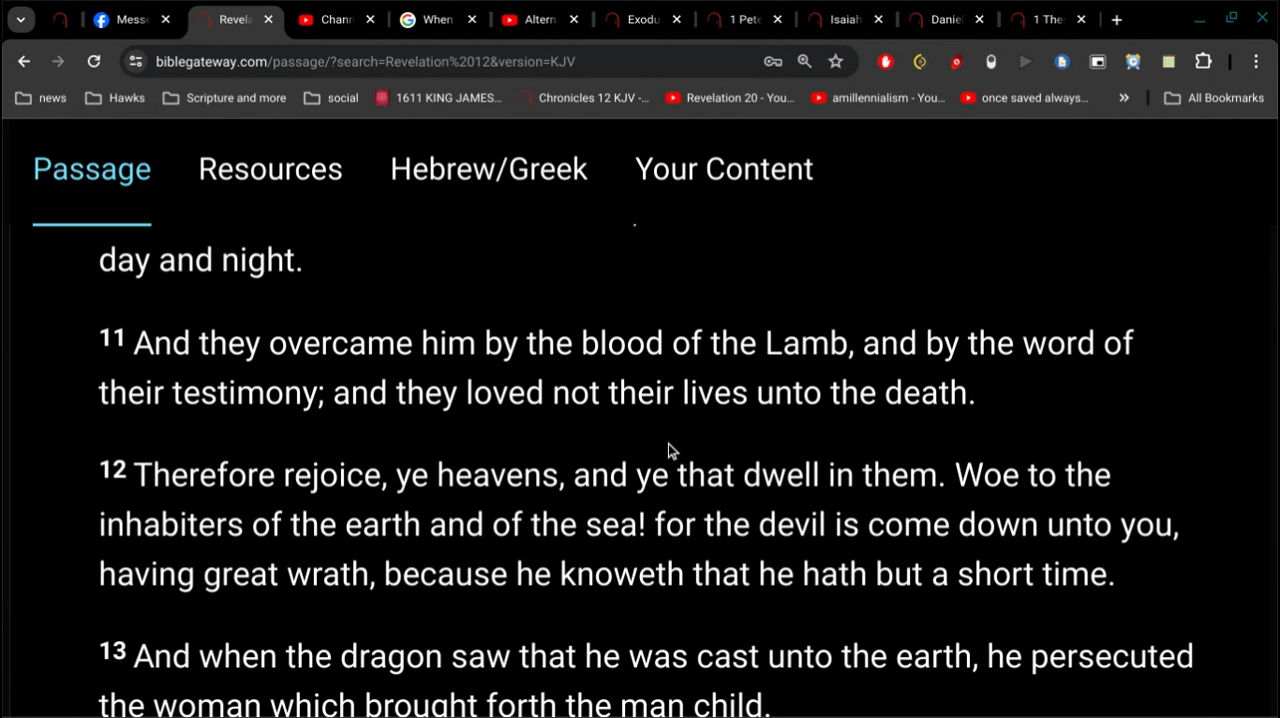 Messe
Revela
Chann
When
Altern
Exodu
1 Pete
Isaiah
Daniel
1 The
biblegateway.com/passage/?search=Revelation%2012&version=KJV
news
Hawks
Scripture and more
social
1611 KING JAMES...
Chronicles 12 KJV -...
Revelation 20 - You...
amillennialism - You...
once saved always...
All Bookmarks
Passage
Resources
Hebrew/Greek
Your Content
day and night.
11 And they overcame him by the blood of the Lamb, and by the word of
their testimony; and they loved not their lives unto the death.
12 Therefore rejoice, ye heavens, and ye that dwell in them. Woe to the
inhabiters of the earth and of the sea! for the devil is come down unto you,
having great wrath, because he knoweth that he hath but a short time.
13 And when the dragon saw that he was cast unto the earth, he persecuted
the woman which brought forth the man child.